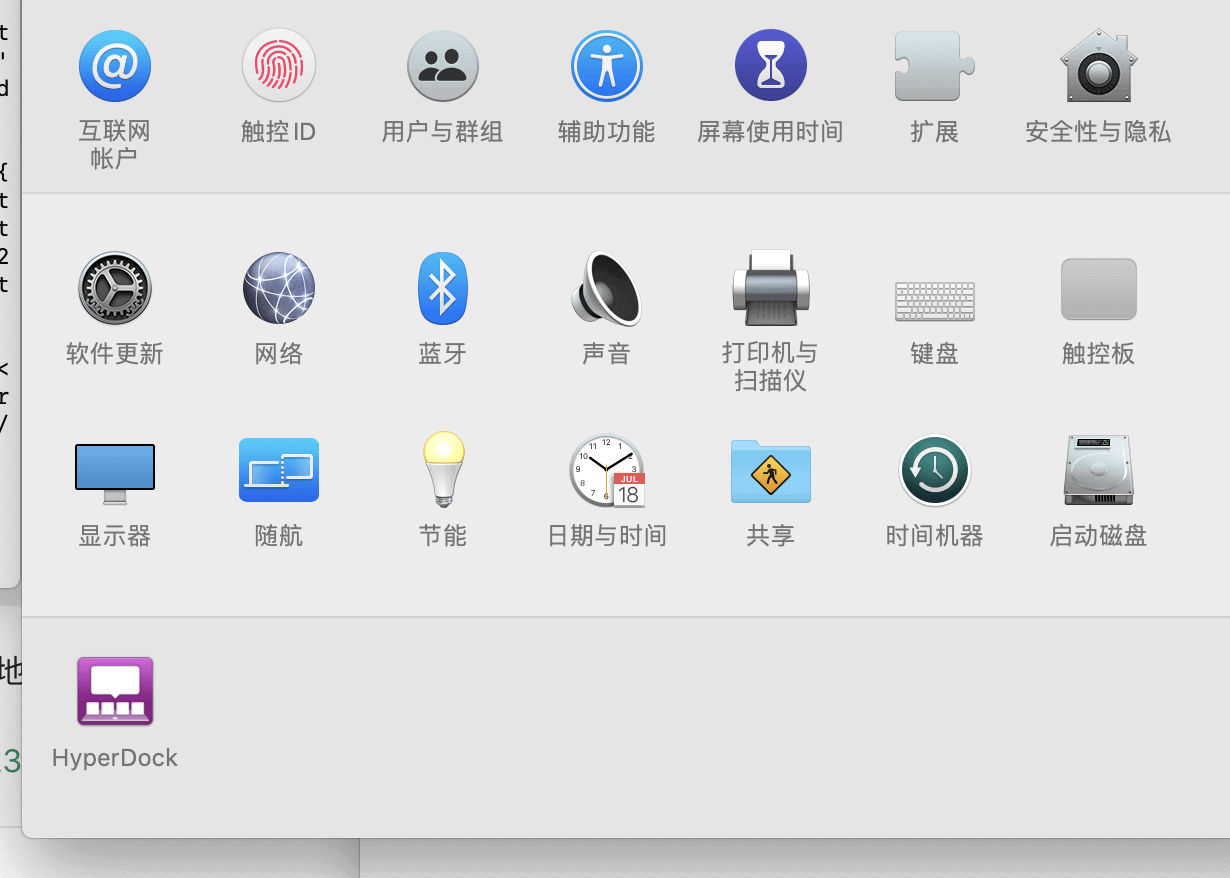 t
'
d
互联网
帐户
触控 ID
用户与群组
辅助功能
屏幕使用时间
扩展
安全性与隐私
{
t
t
2
t
软件更新
网络
蓝牙
声音
打印机与
扫描仪
键盘
触控板
<
r
/
显示器
随航
节能
12
1
2
3
6
7
8
9
10
11
JUL
18
日期与时间
共享
时间机器
启动磁盘
地
23
HyperDock